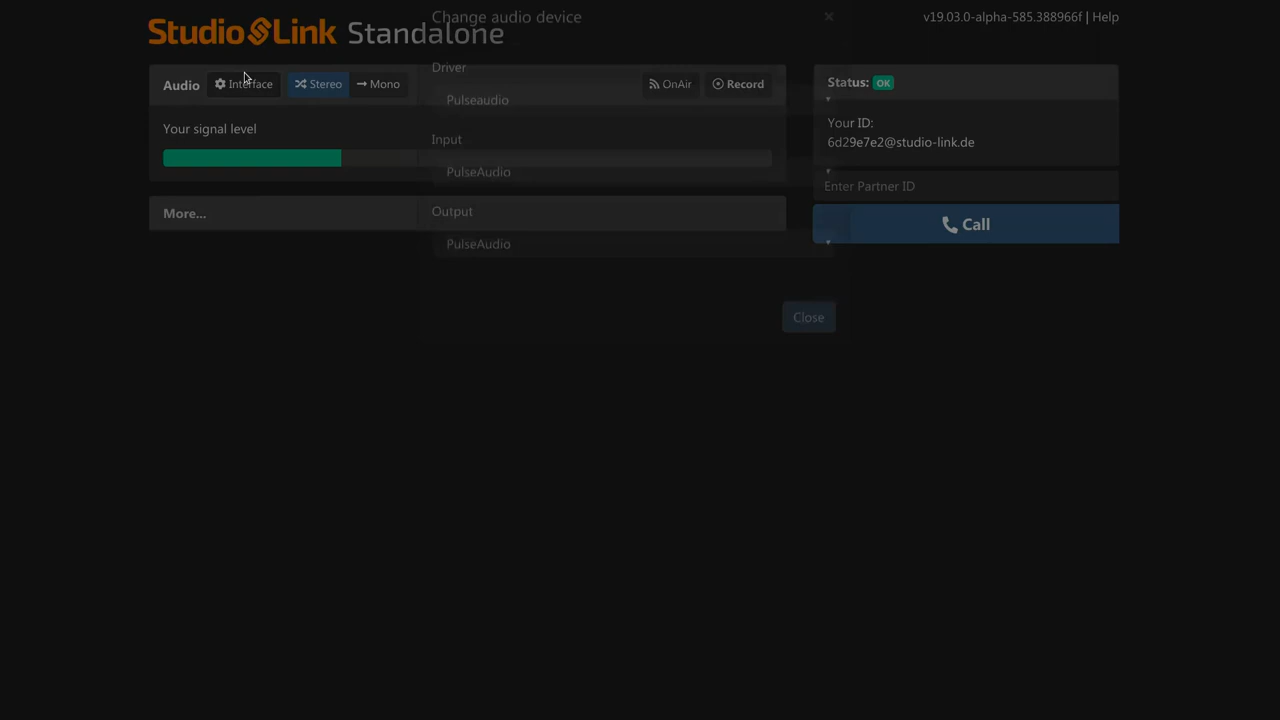 Studio Link Standalone
v19.03.0-alpha-585.388966f | Help
Change audio device
×
Audio
Interface
Stereo
Mono
OnAir
Record
Driver
Pulseaudio
Your signal level
Input
PulseAudio
More...
Output
PulseAudio
Close
Status: OK
Your ID:
6d29e7e2@studio-link.de
Enter Partner ID
Call